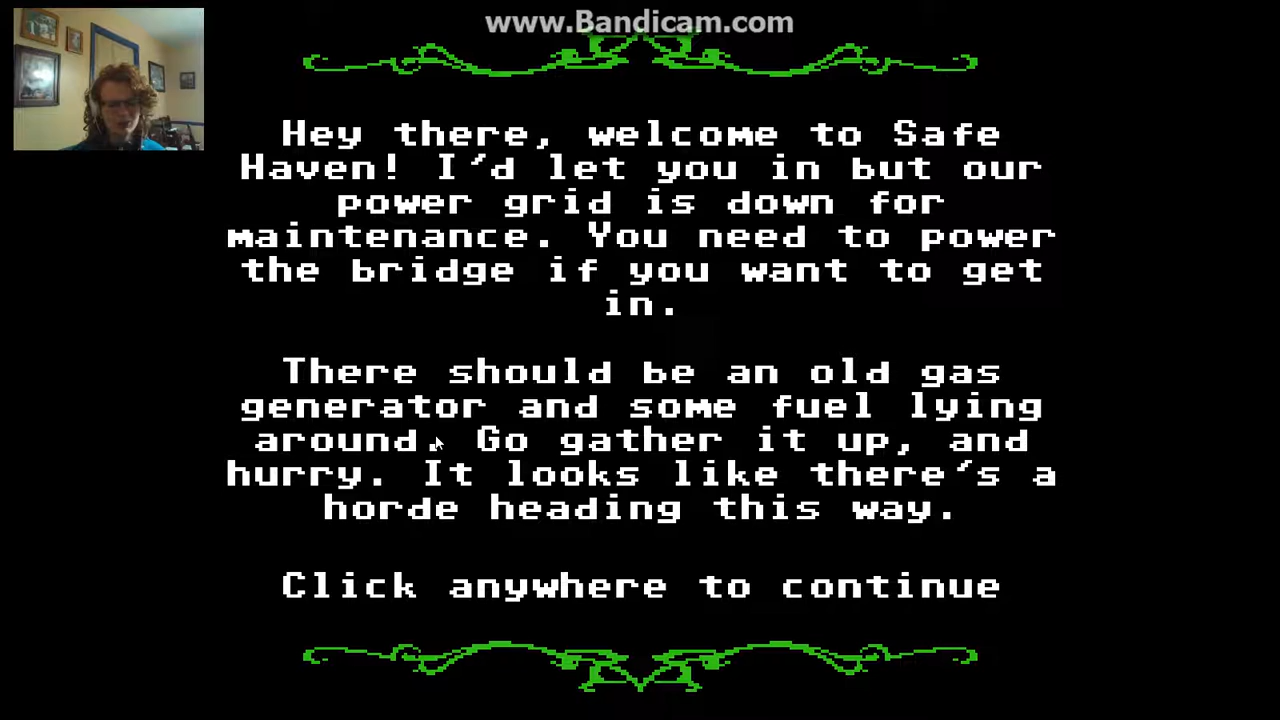 www.Bandicam.com
Hey there, welcome to Safe
Haven! I'd let you in but our
power grid is down for
maintenance. You need to power
the bridge if you want to get
in.
There should be an old gas
generator and some fuel lying
around. Go gather it up, and
hurry. It looks like there's a
horde heading this way.
Click anywhere to continue